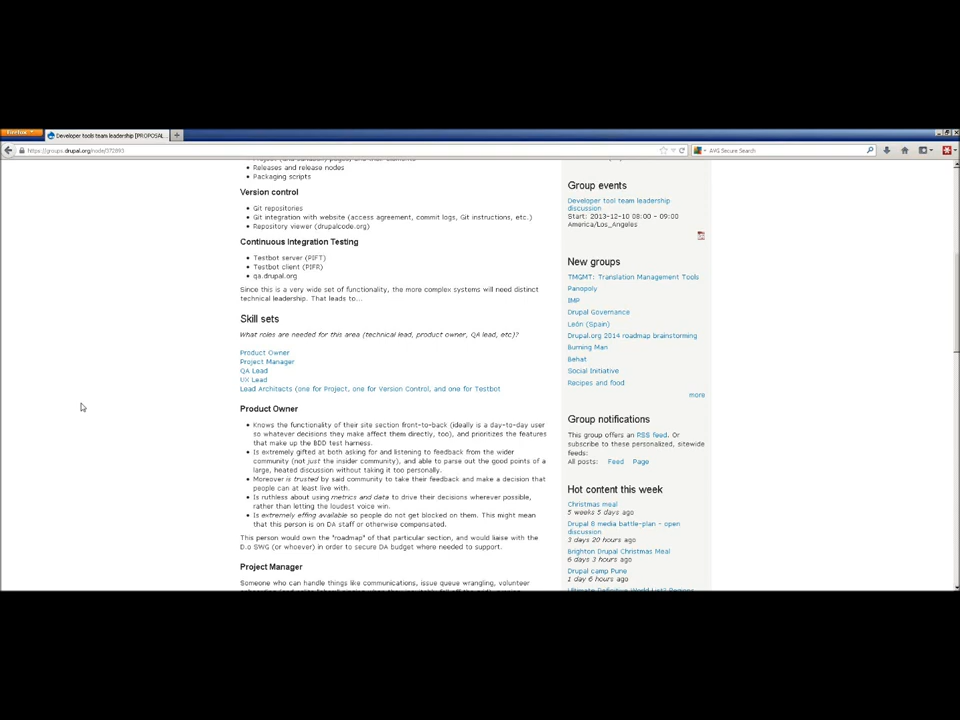 Firefox
Developer tools team leadership [PROPOSAL...
https://groups.drupal.org/node/372893
AVG Secure Search
Releases and release nodes
Packaging scripts
Version control
Git repositories
Git integration with website (access agreement, commit logs, Git instructions, etc.)
Repository viewer (drupalcode.org)
Continuous Integration Testing
Testbot server (PIFT)
Testbot client (PIFR)
qa.drupal.org
Since this is a very wide set of functionality, the more complex systems will need distinct
technical leadership. That leads to...
Skill sets
What roles are needed for this area (technical lead, product owner, QA lead, etc)?
Product Owner
Project Manager
QA Lead
UX Lead
Lead Architects (one for Project, one for Version Control, and one for Testbot
Product Owner
Knows the functionality of their site section front-to-back (ideally is a day-to-day user
so whatever decisions they make affect them directly, too), and prioritizes the features
that make up the BDD test harness.
Is extremely gifted at both asking for and listening to feedback from the wider
community (not just the insider community), and able to parse out the good points of a
large, heated discussion without taking it too personally.
Moreover is trusted by said community to take their feedback and make a decision that
people can at least live with.
Is ruthless about using metrics and data to drive their decisions wherever possible,
rather than letting the loudest voice win.
Is extremely effing available so people do not get blocked on them. This might mean
that this person is on DA staff or otherwise compensated.
This person would own the "roadmap" of that particular section, and would liaise with the
D.o SWG (or whoever) in order to secure DA budget where needed to support.
Project Manager
Someone who can handle things like communications, issue queue wrangling, volunteer
Group events
Developer tool team leadership
discussion
Start: 2013-12-10 08:00 - 09:00
America/Los_Angeles
New groups
TMGMT: Translation Management Tools
Panopoly
IMP
Drupal Governance
León (Spain)
Drupal.org 2014 roadmap brainstorming
Burning Man
Behat
Social Initiative
Recipes and food
more
Group notifications
This group offers an RSS feed. Or
subscribe to these personalized, sitewide
feeds:
All posts: Feed Page
Hot content this week
Christmas meal
5 weeks 5 days ago
Drupal 8 media battle-plan - open
discussion
3 days 20 hours ago
Brighton Drupal Christmas Meal
6 days 3 hours ago
Drupal camp Pune
1 day 6 hours ago